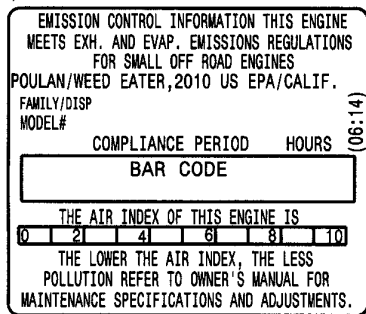 EMISSION CONTROL INFORMATION THIS ENGINE
MEETS EXH. AND EVAP. EMISSIONS REGULATIONS
FOR SMALL OFF ROAD ENGINES
POULAN/WEED EATER,2010 US EPA/CALIF.
FAMILY/DISP
MODEL#
COMPLIANCE PERIOD HOURS
(06:14)
BAR CODE
THE AIR INDEX OF THIS ENGINE IS
0 2 4 6 8 10
THE LOWER THE AIR INDEX, THE LESS
POLLUTION REFER TO OWNER'S MANUAL FOR
MAINTENANCE SPECIFICATIONS AND ADJUSTMENTS.